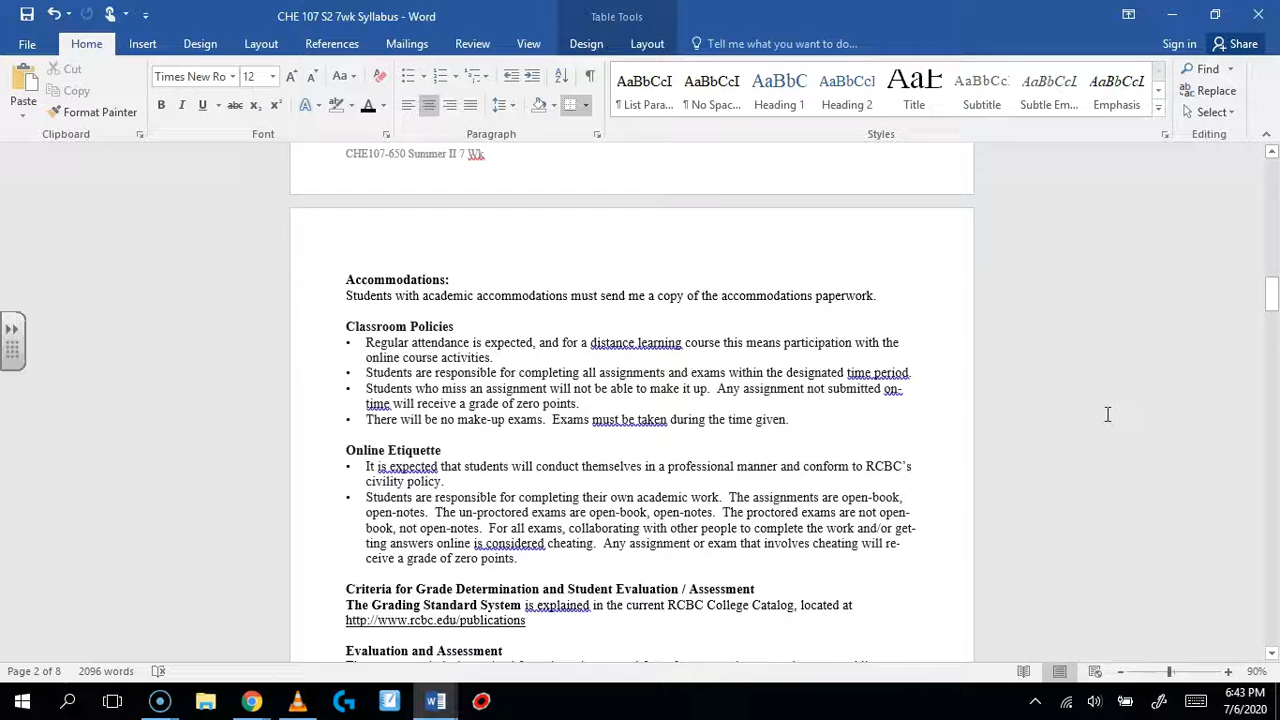 CHE 107 S2 7wk Syllabus - Word
Table Tools
File Home Insert Design Layout References Mailings Review View Design Layout Tell me what you want to do... Sign in Share
Paste
Cut
Copy
Format Painter
Times New Ro 12
Aa
B I U abc X₂ X²
AaBbCcI AaBbCcI AaBbC AaBbCcI AaE AaBbCcI AaBbCcI AaBbCcI
¶ List Para... ¶ No Spac... Heading 1 Heading 2 Title Subtitle Subtle Em... Emphasis
Find
Replace
Select
Clipboard Font Paragraph Styles Editing
CHE107-650 Summer II 7 Wk
Accommodations:
Students with academic accommodations must send me a copy of the accommodations paperwork.
Classroom Policies
• Regular attendance is expected, and for a distance learning course this means participation with the
online course activities.
• Students are responsible for completing all assignments and exams within the designated time period.
• Students who miss an assignment will not be able to make it up. Any assignment not submitted on-
time will receive a grade of zero points.
• There will be no make-up exams. Exams must be taken during the time given.
Online Etiquette
• It is expected that students will conduct themselves in a professional manner and conform to RCBC's
civility policy.
• Students are responsible for completing their own academic work. The assignments are open-book,
open-notes. The un-proctored exams are open-book, open-notes. The proctored exams are not open-
book, not open-notes. For all exams, collaborating with other people to complete the work and/or get-
ting answers online is considered cheating. Any assignment or exam that involves cheating will re-
ceive a grade of zero points.
Criteria for Grade Determination and Student Evaluation / Assessment
The Grading Standard System is explained in the current RCBC College Catalog, located at
http://www.rcbc.edu/publications
Evaluation and Assessment
Page 2 of 8 2096 words 90%
6:43 PM
7/6/2020